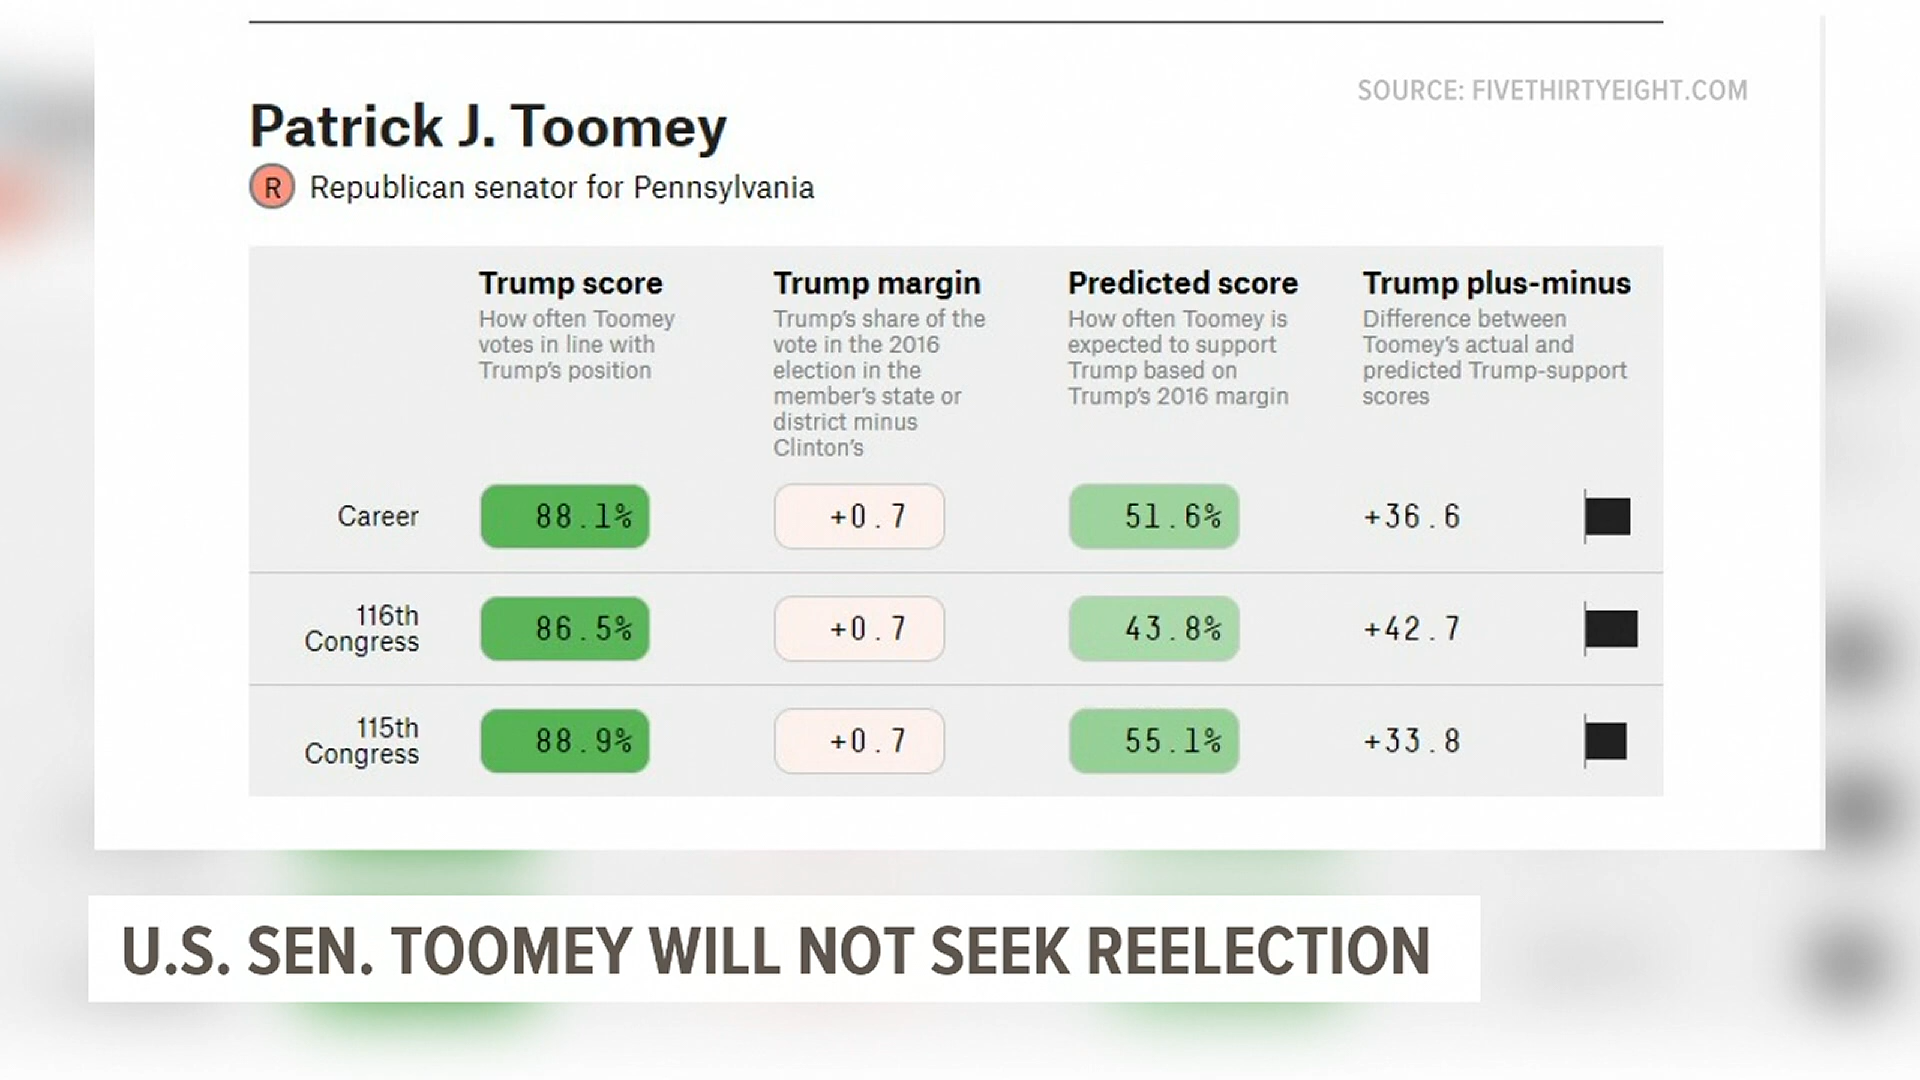 SOURCE: FIVETHIRTYEIGHT.COM
Patrick J. Toomey
R Republican senator for Pennsylvania
Trump score
How often Toomey
votes in line with
Trump's position
Trump margin
Trump's share of the
vote in the 2016
election in the
member's state or
district minus
Clinton's
Predicted score
How often Toomey is
expected to support
Trump based on
Trump's 2016 margin
Trump plus-minus
Difference between
Toomey's actual and
predicted Trump-support
scores
Career 88.1% +0.7 51.6% +36.6
116th
Congress 86.5% +0.7 43.8% +42.7
115th
Congress 88.9% +0.7 55.1% +33.8
U.S. SEN. TOOMEY WILL NOT SEEK REELECTION